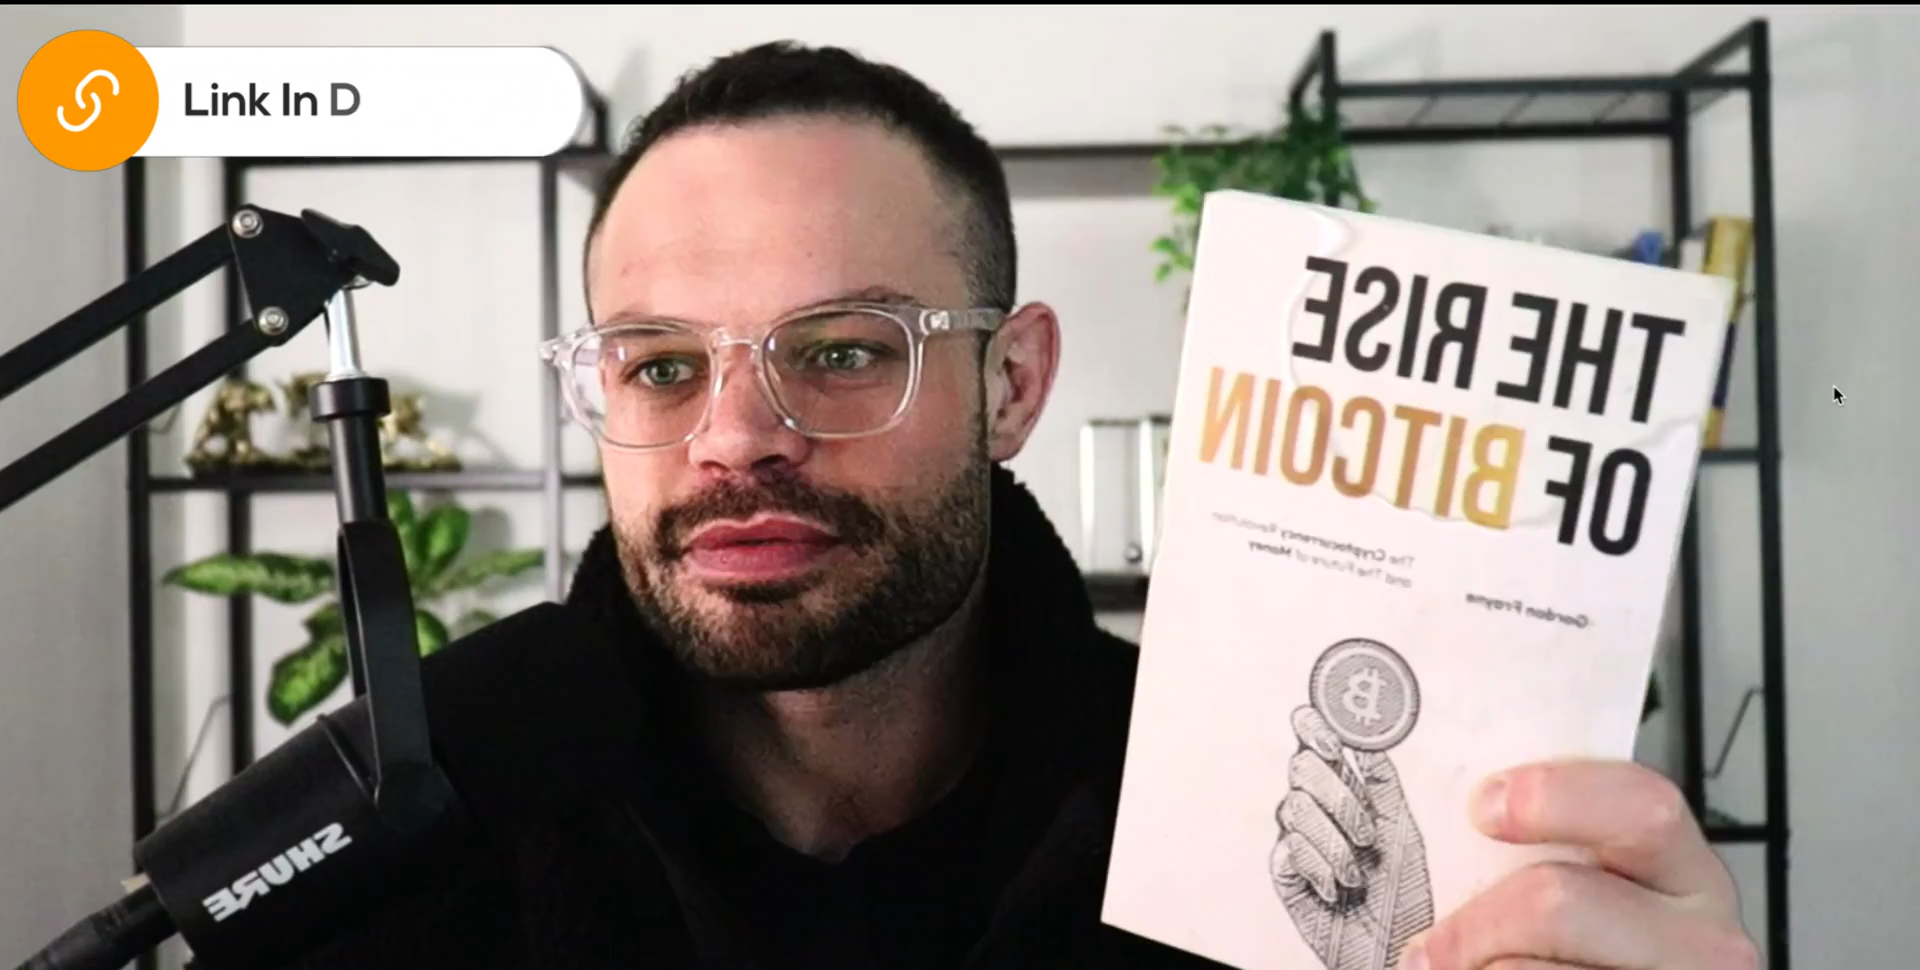 Link In D
THE RISE
OF BITCOIN
The Cryptocurrency Revolution
and The Future of Money
Gordon Frayne
SHURE